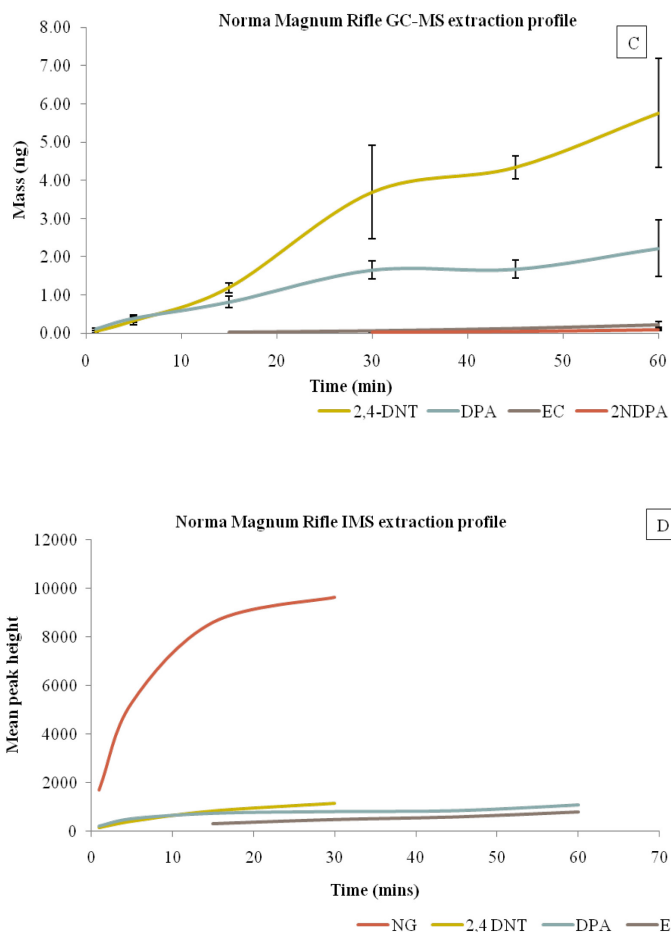 Norma Magnum Rifle GC-MS extraction profile
C
8.00
7.00
6.00
5.00
4.00
3.00
2.00
1.00
0.00
Mass (ng)
0 10 20 30 40 50 60
Time (min)
2,4-DNT DPA EC 2NDPA
Norma Magnum Rifle IMS extraction profile
D
12000
10000
8000
6000
4000
2000
0
Mean peak height
0 10 20 30 40 50 60 70
Time (mins)
NG 2,4 DNT DPA E